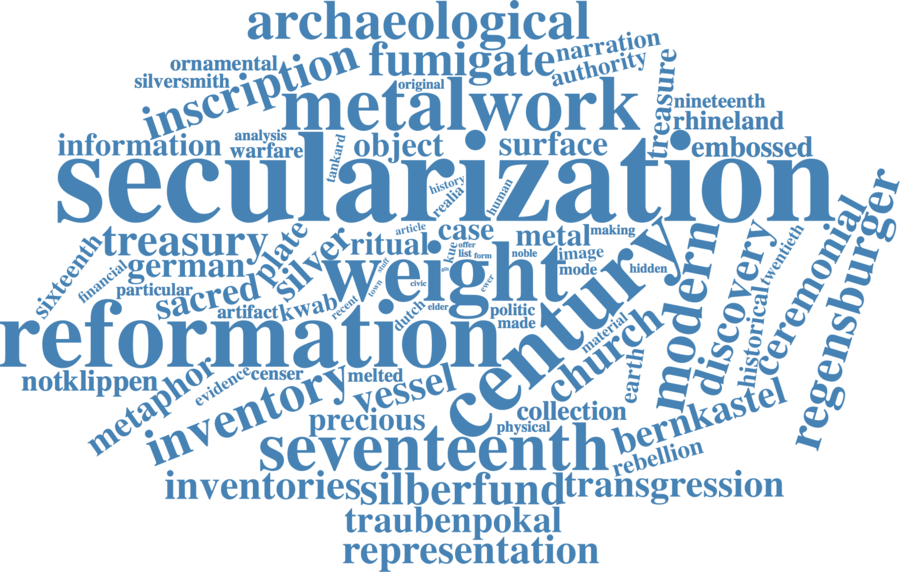 archaeological
ornamental
fumigate
narration
silversmith
authority
inscription
original
metalwork
treasure
nineteenth
rhineland
information
analysis
warfare
tankard
object
surface
embossed
secularization
history
realia
human
treasury
plate
silver
ritual
article
case
metal
making
sixteenth
financial
german
particular
sacred
artifact
kwab
recent
town
stuff
civic
weight
kute
offer
list
form
ewer
noble
image
mode
hidden
century
modern
discovery
historical
twentieth
ceremonial
regensburger
reformation
dutch
elder
politic
made
material
church
earth
notklippen
metaphor
evidence
censer
inventory
melted
vessel
precious
collection
physical
seventeenth
bernkastel
rebellion
inventories
silberfund
transgression
traubenpokal
representation